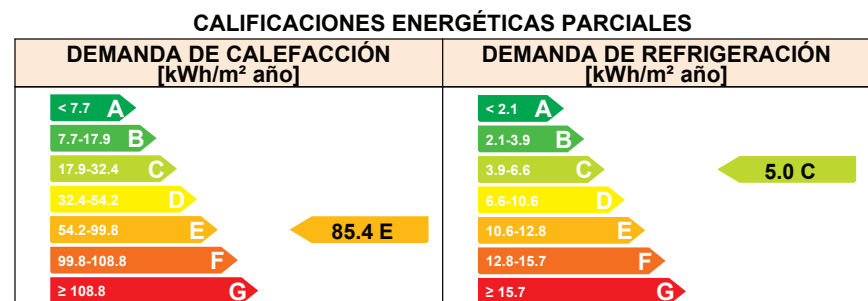 CALIFICACIONES ENERGÉTICAS PARCIALES
DEMANDA DE CALEFACCIÓN
[kWh/m² año]
DEMANDA DE REFRIGERACIÓN
[kWh/m² año]
< 7.7 A
7.7-17.9 B
17.9-32.4 C
32.4-54.2 D
54.2-99.8 E
85.4 E
99.8-108.8 F
≥ 108.8 G
< 2.1 A
2.1-3.9 B
3.9-6.6 C
5.0 C
6.6-10.6 D
10.6-12.8 E
12.8-15.7 F
≥ 15.7 G